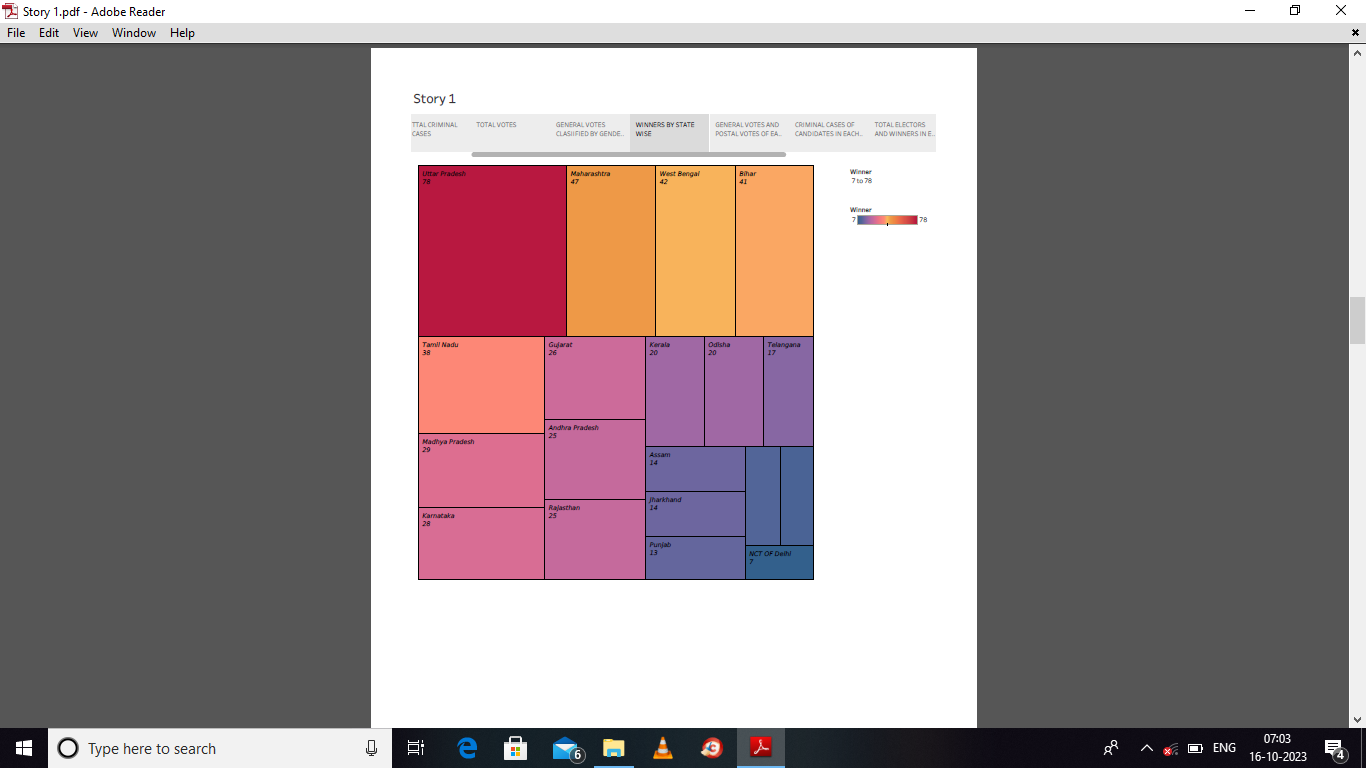 Story 1.pdf - Adobe Reader
File Edit View Window Help
Story 1
TTAL CRIMINAL
CASES
TOTAL VOTES
GENERAL VOTES
CLASIIFIED BY GENDE..
WINNERS BY STATE
WISE
GENERAL VOTES AND
POSTAL VOTES OF EA..
CRIMINAL CASES OF
CANDIDATES IN EACH..
TOTAL ELECTORS
AND WINNERS IN E..
Uttar Pradesh
78
Maharashtra
47
West Bengal
42
Bihar
41
Winner
7 to 78
Winner
7 78
Tamil Nadu
38
Gujarat
26
Kerala
20
Odisha
20
Telangana
17
Andhra Pradesh
25
Madhya Pradesh
29
Assam
14
Jharkhand
14
Rajasthan
25
Karnataka
28
Punjab
13
NCT OF Delhi
7
Type here to search
6
ENG
07:03
16-10-2023
4